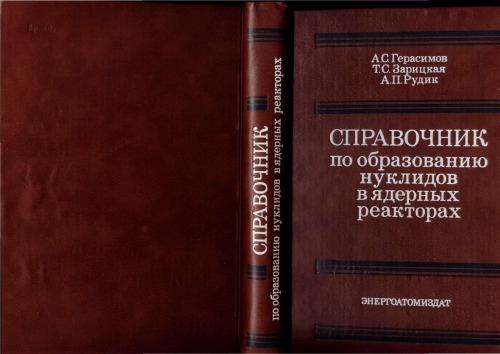 А.С.Герасимов
Т.С.Зарицкая
А.П.Рудик
СПРАВОЧНИК
по образованию
нуклидов
в ядерных
реакторах
ЭНЕРГОАТОМИЗДАТ
СПРАВОЧНИК
по образованию нуклидов в ядерных реакторах